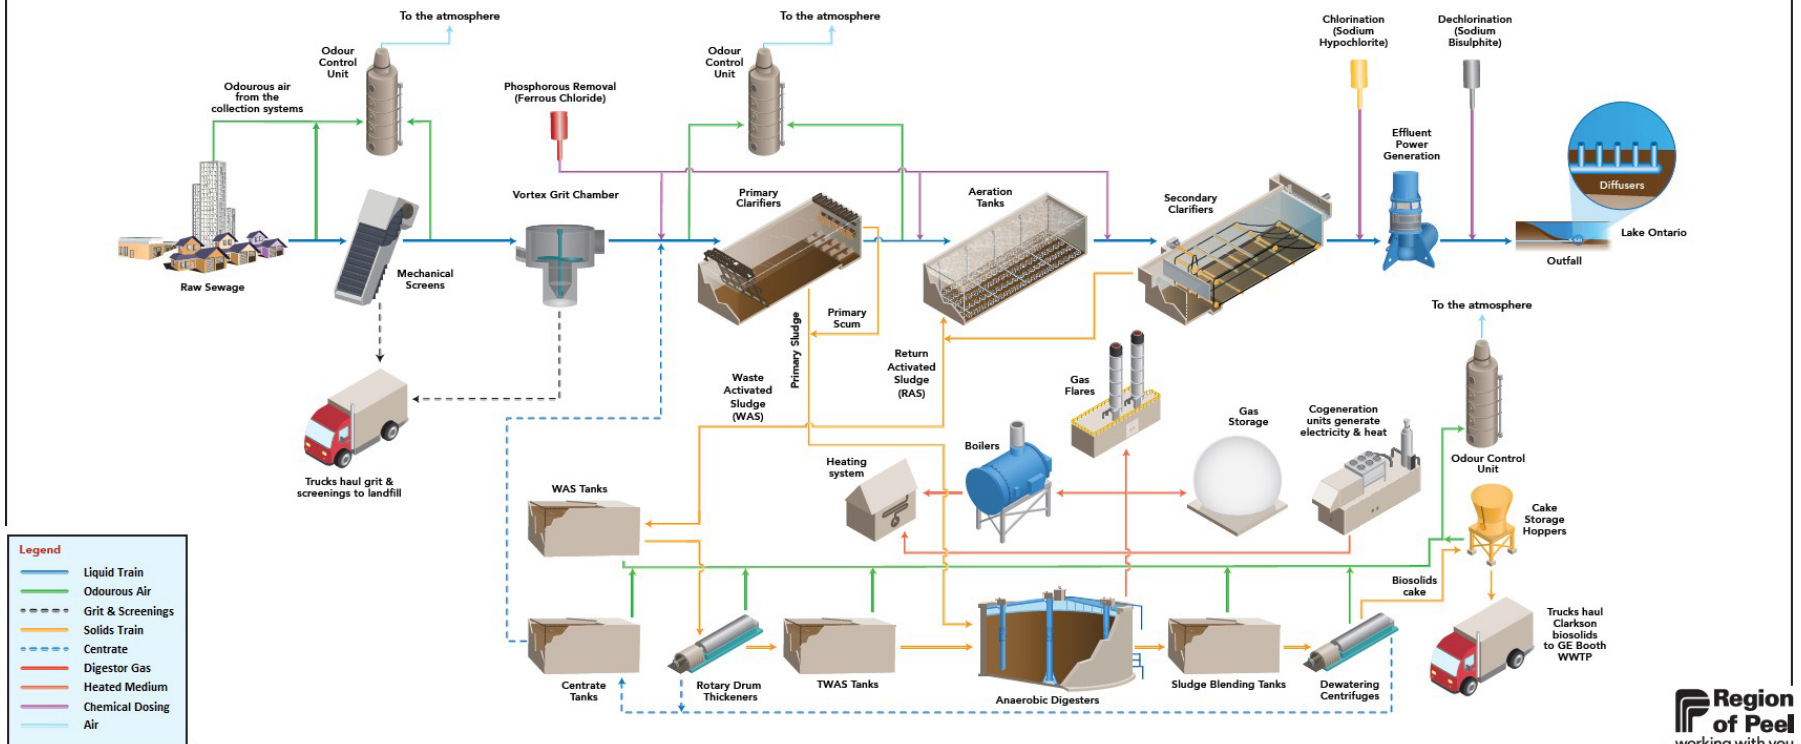 To the atmosphere
To the atmosphere
Chlorination
(Sodium
Hypochlorite)
Dechlorination
(Sodium
Bisulphite)
Odour
Control
Unit
Odour
Control
Unit
Odourous air
from the
collection systems
Phosphorous Removal
(Ferrous Chloride)
Effluent
Power
Generation
Diffusers
Vortex Grit Chamber
Primary
Clarifiers
Aeration
Tanks
Secondary
Clarifiers
Lake Ontario
Outfall
Raw Sewage
Mechanical
Screens
Primary Sludge
Primary
Scum
To the atmosphere
Waste
Activated
Sludge
(WAS)
Return
Activated
Sludge
(RAS)
Gas
Flares
Gas
Storage
Cogeneration
units generate
electricity & heat
Boilers
Heating
system
Odour Control
Unit
Trucks haul grit &
screenings to landfill
WAS Tanks
Cake
Storage
Hoppers
Biosolids
cake
Legend
Liquid Train
Odourous Air
Grit & Screenings
Solids Train
Centrate
Digestor Gas
Heated Medium
Chemical Dosing
Air
Centrate
Tanks
Rotary Drum
Thickeners
TWAS Tanks
Anaerobic Digesters
Sludge Blending Tanks
Dewatering
Centrifuges
Trucks haul
Clarkson
biosolids
to GE Booth
WWTP
Region
of Peel
working with you